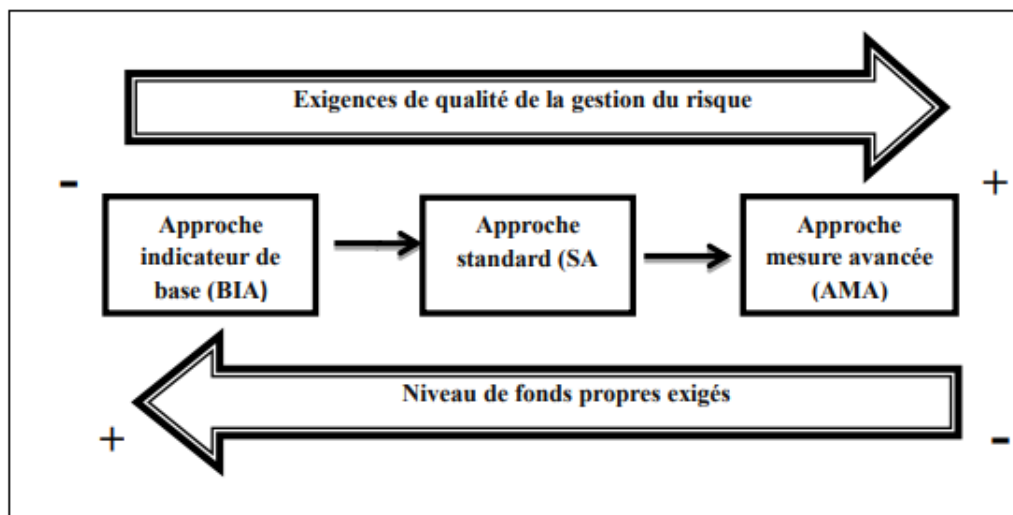 Exigences de qualité de la gestion du risque
-
+
Approche
indicateur de
base (BIA)
Approche
standard (SA
Approche
mesure avancée
(AMA)
Niveau de fonds propres exigés
+
-